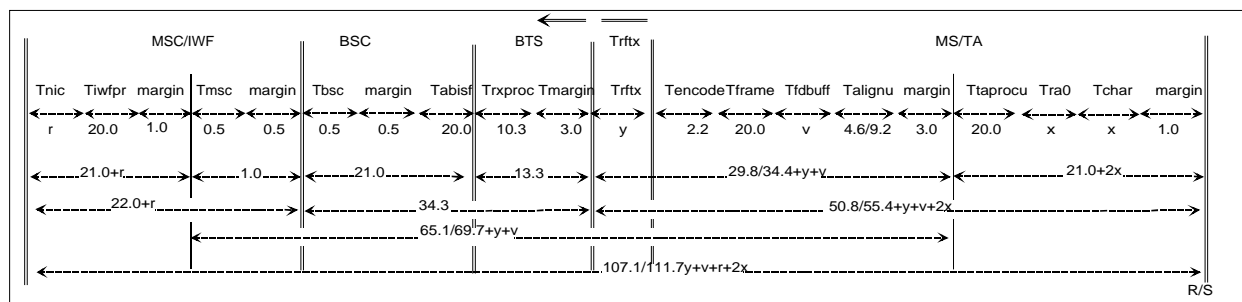 MSC/IWF BSC BTS Trftx MS/TA
Tnic Tiwfpr margin Tmsc margin Tbsc margin Tabisf Trxproc Tmargin Trftx Tencode Tframe Tfdbuff Talignu margin Ttaprocu Tra0 Tchar margin
r 20.0 1.0 0.5 0.5 0.5 0.5 20.0 10.3 3.0 y 2.2 20.0 v 4.6/9.2 3.0 20.0 x x 1.0
21.0+r 1.0 21.0 13.3 29.8/34.4+y+v 21.0+2x
22.0+r 34.3 50.8/55.4+y+v+2x
65.1/69.7+y+v
107.1/111.7y+v+r+2x
R/S